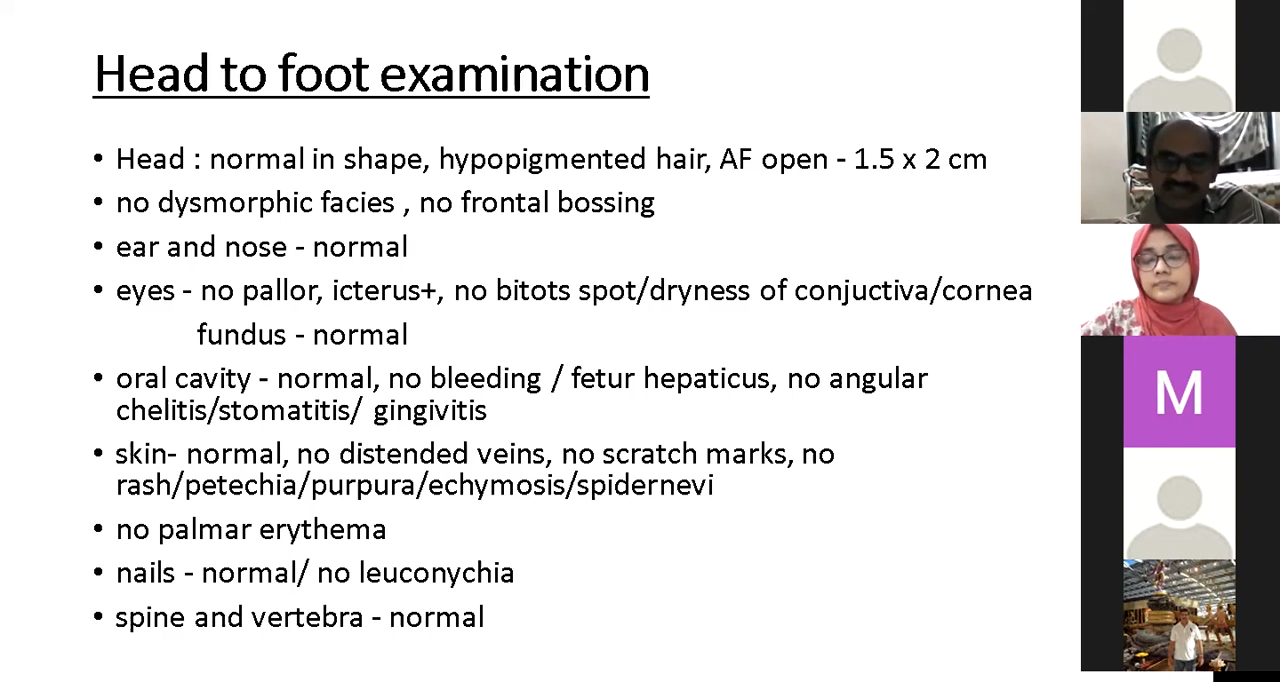 Head to foot examination
• Head : normal in shape, hypopigmented hair, AF open - 1.5 x 2 cm
• no dysmorphic facies , no frontal bossing
• ear and nose - normal
• eyes - no pallor, icterus+, no bitots spot/dryness of conjuctiva/cornea
fundus - normal
• oral cavity - normal, no bleeding / fetur hepaticus, no angular
chelitis/stomatitis/ gingivitis
• skin- normal, no distended veins, no scratch marks, no
rash/petechia/purpura/echymosis/spidernevi
• no palmar erythema
• nails - normal/ no leuconychia
• spine and vertebra - normal
M